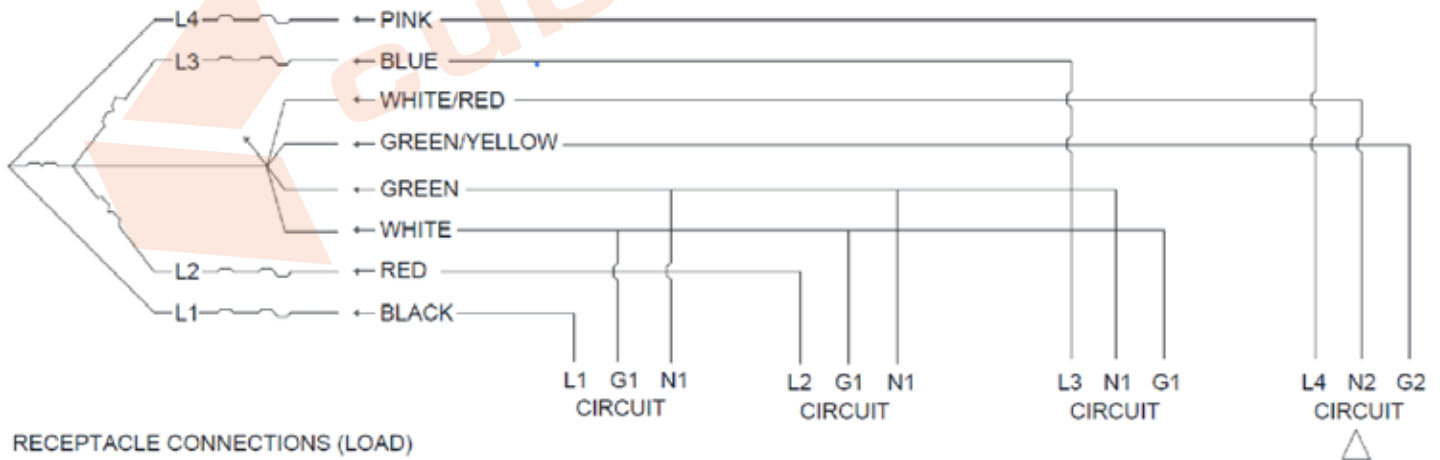 L4 PINK
L3 BLUE
WHITE/RED
GREEN/YELLOW
GREEN
WHITE
L2 RED
L1 BLACK
L1 G1 N1
CIRCUIT
L2 G1 N1
CIRCUIT
L3 N1 G1
CIRCUIT
L4 N2 G2
CIRCUIT
RECEPTACLE CONNECTIONS (LOAD)